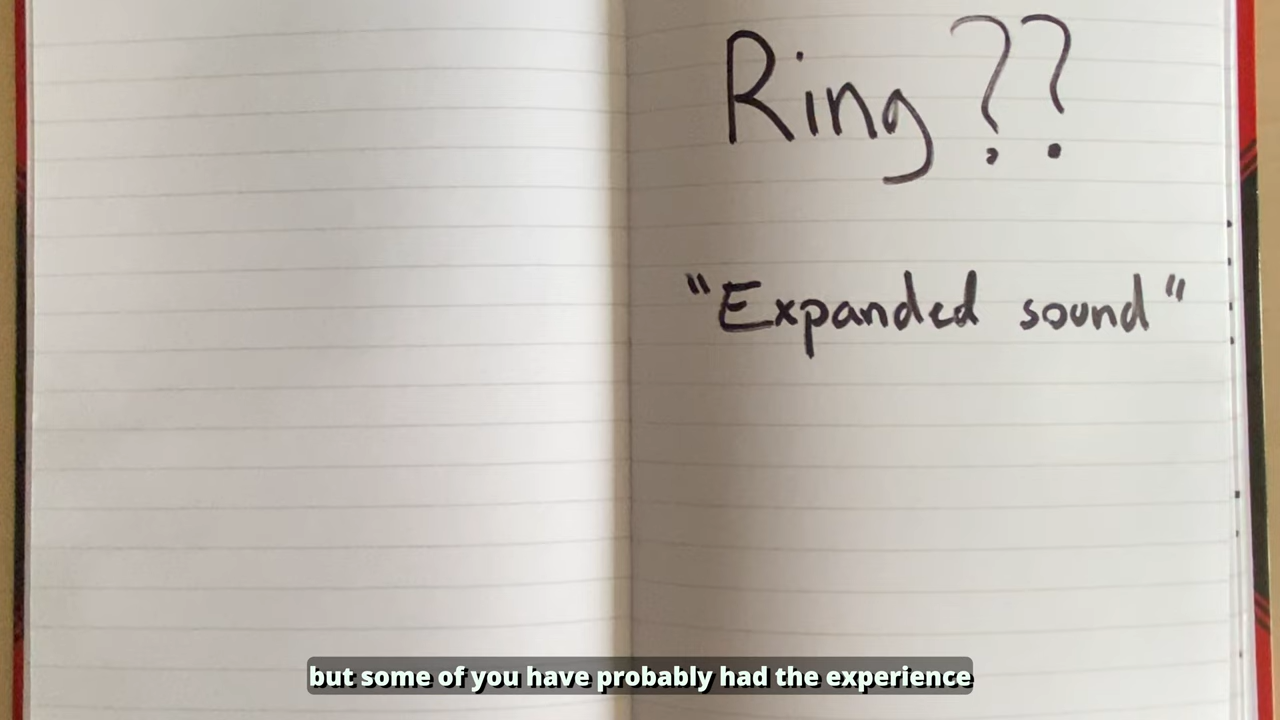 Ring ??
"Expanded sound"
but some of you have probably had the experience